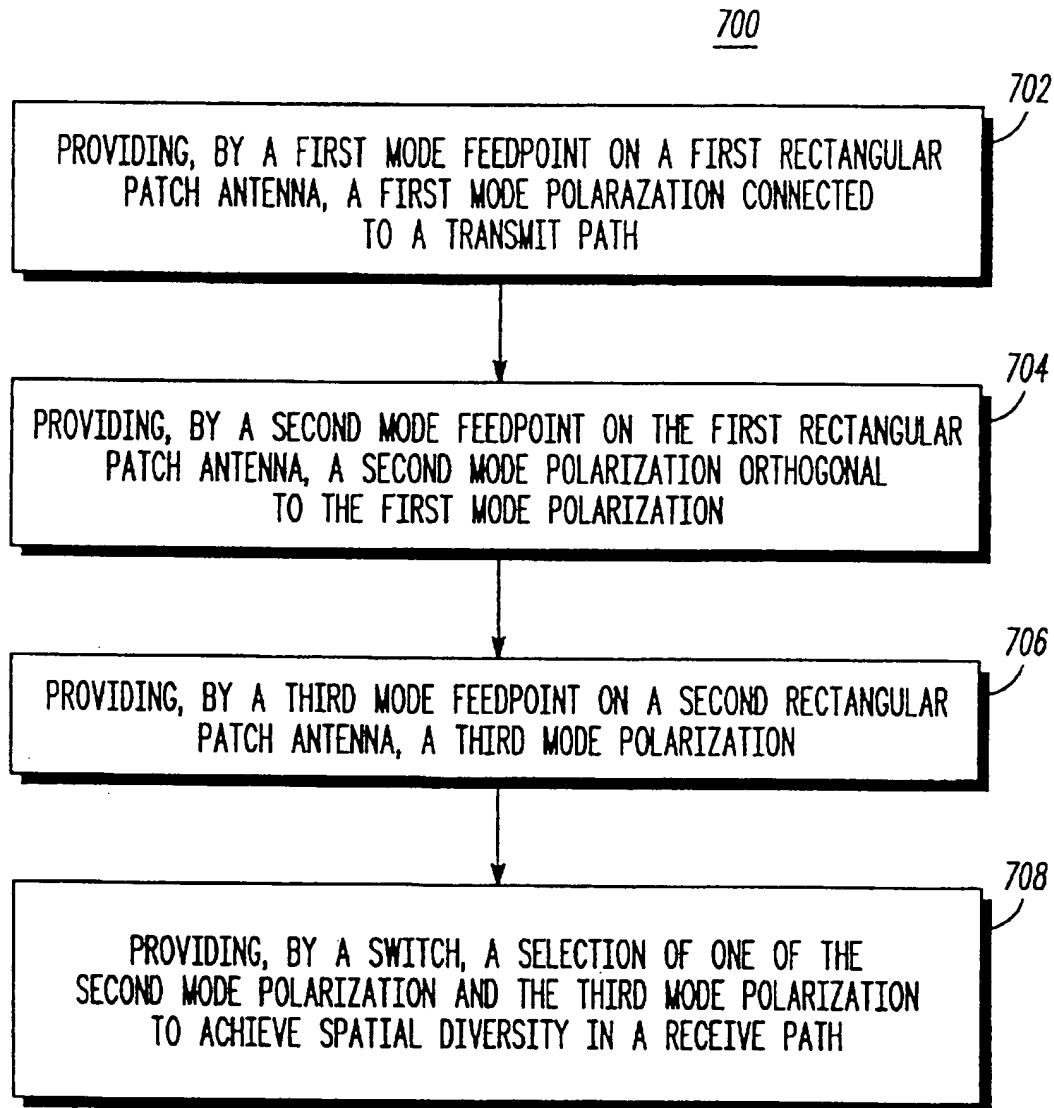 700
702
PROVIDING, BY A FIRST MODE FEEDPOINT ON A FIRST RECTANGULAR
PATCH ANTENNA, A FIRST MODE POLARAZATION CONNECTED
TO A TRANSMIT PATH
704
PROVIDING, BY A SECOND MODE FEEDPOINT ON THE FIRST RECTANGULAR
PATCH ANTENNA, A SECOND MODE POLARIZATION ORTHOGONAL
TO THE FIRST MODE POLARIZATION
706
PROVIDING, BY A THIRD MODE FEEDPOINT ON A SECOND RECTANGULAR
PATCH ANTENNA, A THIRD MODE POLARIZATION
708
PROVIDING, BY A SWITCH, A SELECTION OF ONE OF THE
SECOND MODE POLARIZATION AND THE THIRD MODE POLARIZATION
TO ACHIEVE SPATIAL DIVERSITY IN A RECEIVE PATH